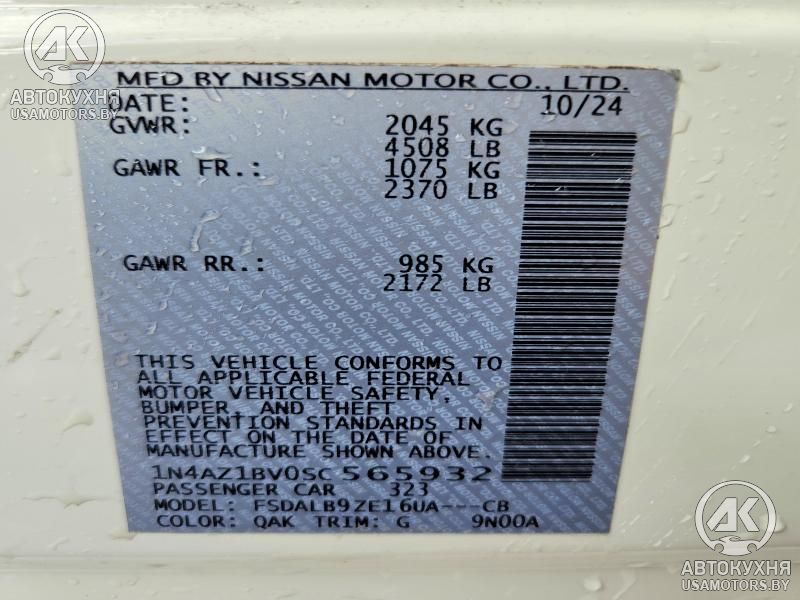 MFD BY NISSAN MOTOR CO., LTD.
DATE: 10/24
GVWR: 2045 KG
4508 LB
GAWR FR.: 1075 KG
2370 LB
GAWR RR.: 985 KG
2172 LB
THIS VEHICLE CONFORMS TO
ALL APPLICABLE FEDERAL
MOTOR VEHICLE SAFETY,
BUMPER, AND THEFT
PREVENTION STANDARDS IN
EFFECT ON THE DATE OF
MANUFACTURE SHOWN ABOVE.
1N4AZ1BV0SC565932
PASSENGER CAR 323
MODEL: FSDALB9ZE16UA---CB
COLOR: QAK TRIM: G 9N00A
АВТОКУХНЯ
USAMOTORS.BY
АВТОКУХНЯ
USAMOTORS.BY